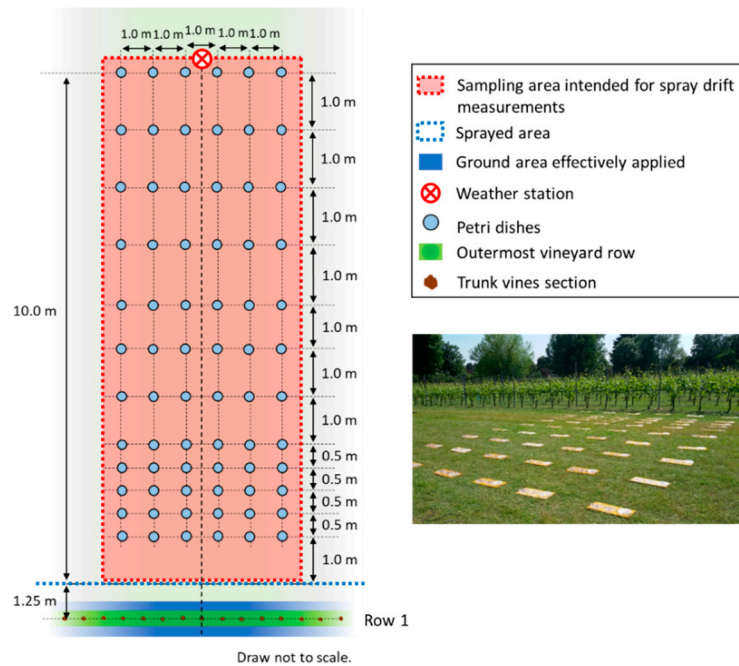 1.0 m
1.0 m 1.0 m 1.0 m 1.0 m
1.0 m
1.0 m
1.0 m
1.0 m
10.0 m
1.0 m
1.0 m
1.0 m
0.5 m
0.5 m
0.5 m
0.5 m
1.0 m
1.25 m
Row 1
Draw not to scale.
Sampling area intended for spray drift
measurements
Sprayed area
Ground area effectively applied
Weather station
Petri dishes
Outermost vineyard row
Trunk vines section